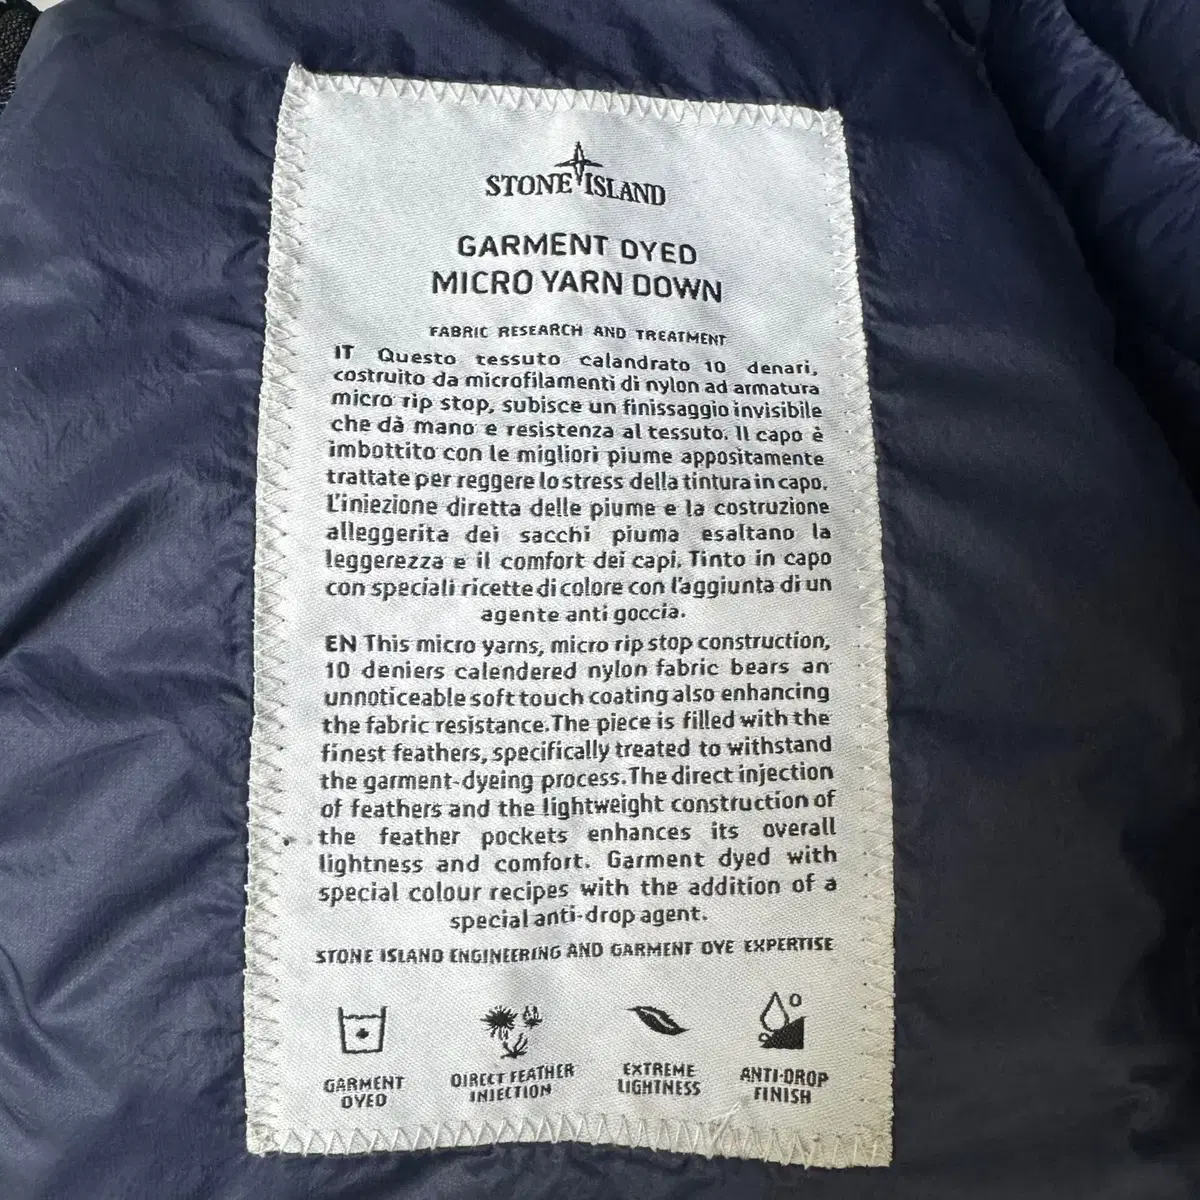 STONE ISLAND
GARMENT DYED
MICRO YARN DOWN
FABRIC RESEARCH AND TREATMENT
IT Questo tessuto calandrato 10 denari,
costruito da microfilamenti di nylon ad armatura
micro rip stop, subisce un finissaggio invisibile
che dà mano e resistenza al tessuto. Il capo è
imbottito con le migliori piume appositamente
trattate per reggere lo stress della tintura in capo.
L'iniezione diretta delle piume e la costruzione
alleggerita dei sacchi piuma esaltano la
leggerezza e il comfort dei capi. Tinto in capo
con speciali ricette di colore con l'aggiunta di un
agente anti goccia.
EN This micro yarns, micro rip stop construction,
10 deniers calendered nylon fabric bears an
unnoticeable soft touch coating also enhancing
the fabric resistance. The piece is filled with the
finest feathers, specifically treated to withstand
the garment-dyeing process. The direct injection
of feathers and the lightweight construction of
the feather pockets enhances its overall
lightness and comfort. Garment dyed with
special colour recipes with the addition of a
special anti-drop agent.
STONE ISLAND ENGINEERING AND GARMENT DYE EXPERTISE
GARMENT
DYED
DIRECT FEATHER
INJECTION
EXTREME
LIGHTNESS
ANTI-DROP
FINISH